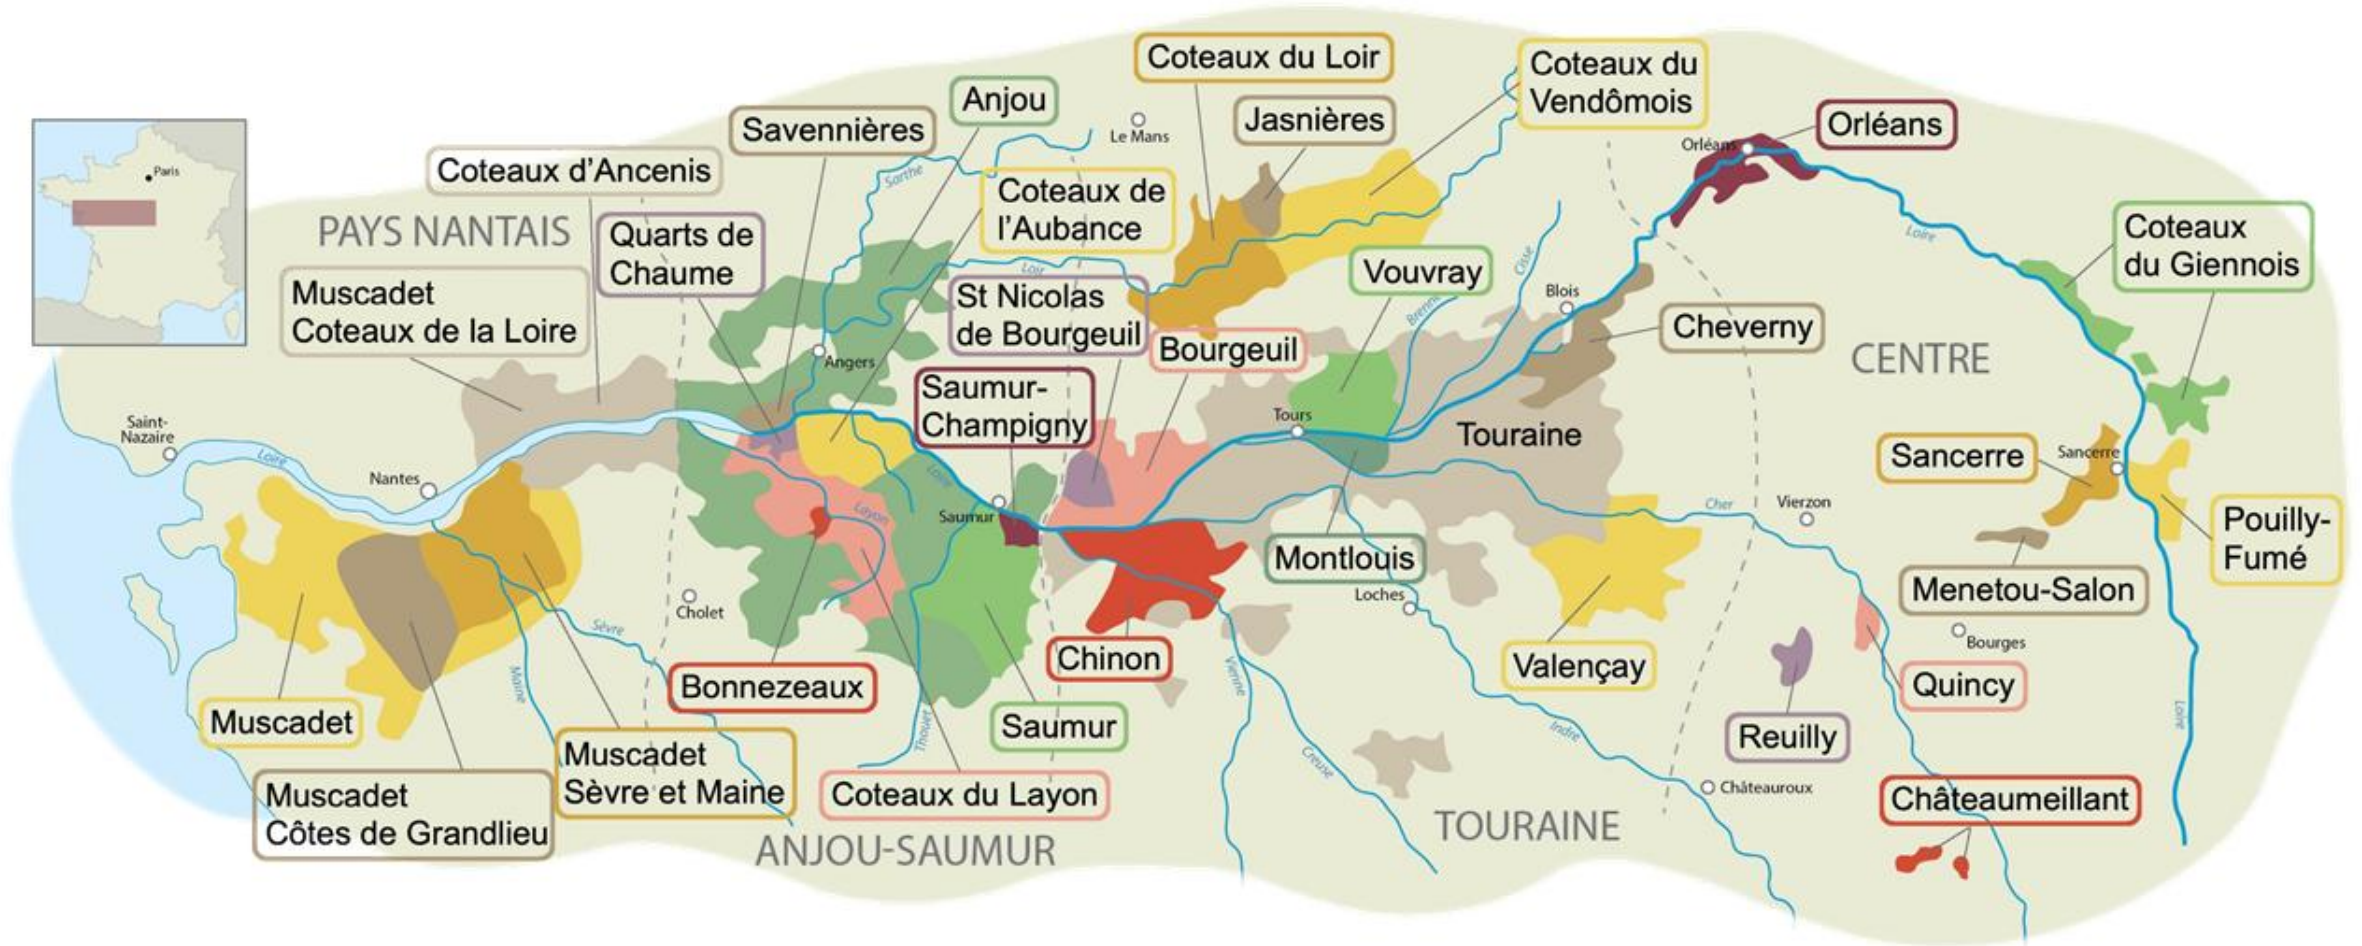 Coteaux du Loir
Coteaux du
Vendômois
Anjou
Jasnières
Orléans
Savennières
Le Mans
Orléans
Paris
Coteaux d'Ancenis
Sarthe
Coteaux de
l'Aubance
PAYS NANTAIS
Quarts de
Chaume
Loire
Coteaux
du Giennois
Vouvray
Cisse
Loir
Muscadet
Coteaux de la Loire
St Nicolas
de Bourgeuil
Blois
Brenne
Cheverny
Bourgeuil
CENTRE
Angers
Saumur-
Champigny
Tours
Touraine
Saint-
Nazaire
Loire
Nantes
Loire
Sancerre
Sancerre
Saumur
Layon
Cher
Vierzon
Pouilly-
Fumé
Montlouis
Loches
Menetou-Salon
Cholet
Sèvre
Bourges
Chinon
Valençay
Maine
Bonnezeaux
Vienne
Quincy
Muscadet
Saumur
Thouet
Indre
Reuilly
Loire
Muscadet
Sèvre et Maine
Creuse
Muscadet
Côtes de Grandlieu
Coteaux du Layon
Châteauroux
Châteaumeillant
TOURAINE
ANJOU-SAUMUR